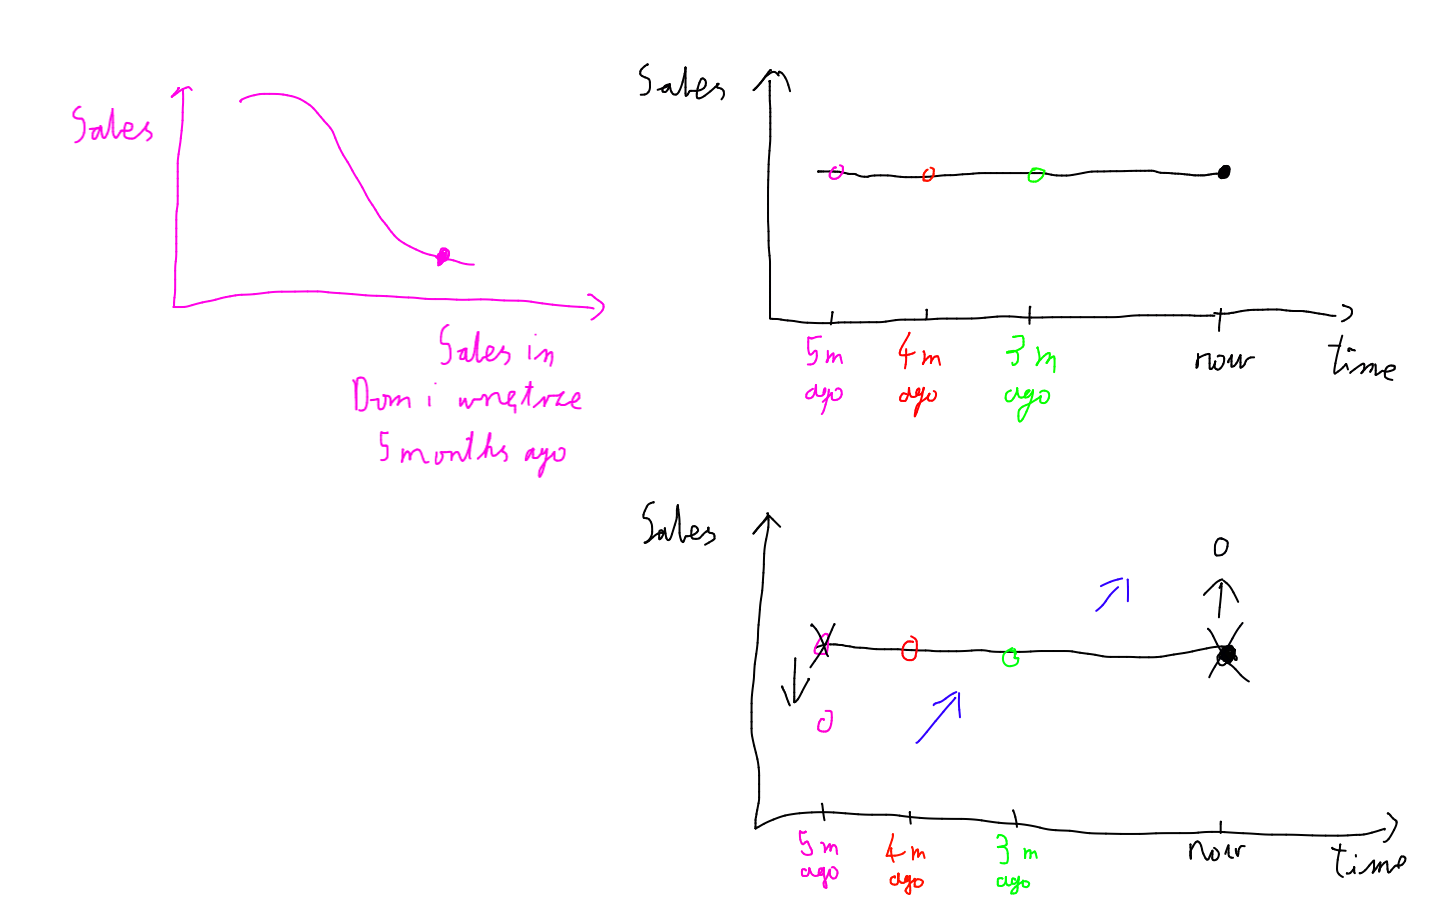 Sales
Sales in
Dom i wnętrze
5 months ago
Sales
5m ago
4m ago
3m ago
now
time
Sales
5m ago
4m ago
3m ago
now
time